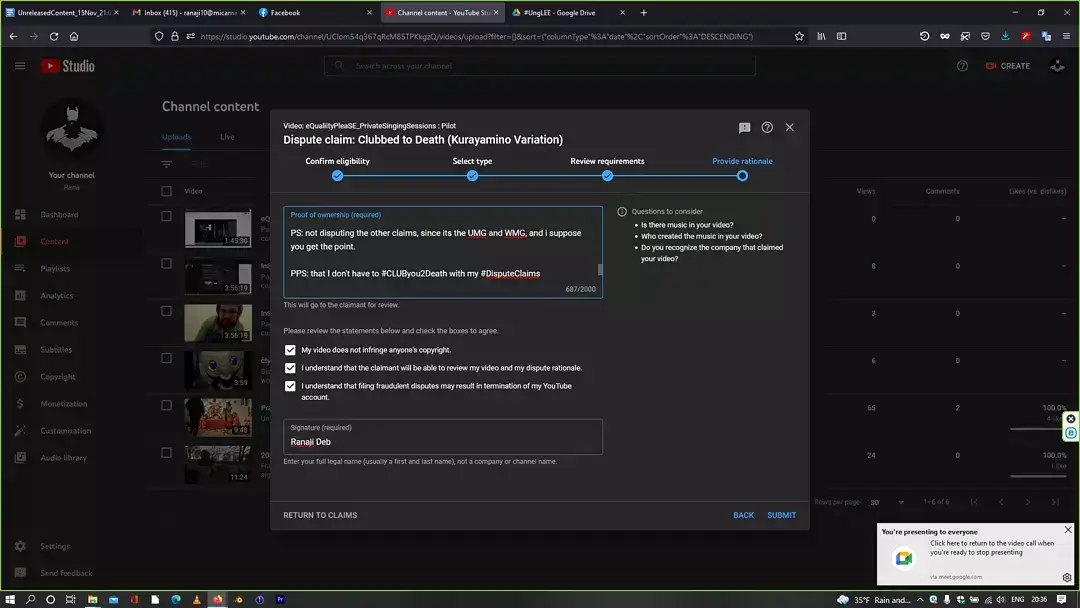 UnreleasedContent_15Nov_21:
Inbox (415) - ranaji10@micama
Facebook
Channel content - YouTube Stu
#UngLEE - Google Drive
https://studio.youtube.com/channel/UClom54q367qRcM85TPKkgzQ/videos/upload?filter=[]&sort={"columnType"%3A"date"%2C"sortOrder"%3A"DESCENDING"}
Studio
Search across your channel
CREATE
Your channel
Rana
Dashboard
Content
Playlists
Analytics
Comments
Subtitles
Copyright
Monetization
Customization
Audio library
Settings
Send feedback
Channel content
Uploads
Live
Filter
Video
Views
Comments
Likes (vs. dislikes)
1:45:30
0
0
–
3:56:19
8
0
–
3:56:19
3
0
–
3:59
6
0
–
9:48
65
2
100.0%
11:24
24
0
100.0%
1 like
Rows per page:
30
1–6 of 6
Video: eQualiityPleaSE_PrivateSingingSessions : Pilot
Dispute claim: Clubbed to Death (Kurayamino Variation)
Confirm eligibility
Select type
Review requirements
Provide rationale
Proof of ownership (required)
PS: not disputing the other claims, since its the UMG and WMG, and i suppose
you get the point.
PPS: that I don't have to #CLUByou2Death with my #DisputeClaims
687/2000
This will go to the claimant for review.
Questions to consider
• Is there music in your video?
• Who created the music in your video?
• Do you recognize the company that claimed
your video?
Please review the statements below and check the boxes to agree.
My video does not infringe anyone's copyright.
I understand that the claimant will be able to review my video and my dispute rationale.
I understand that filing fraudulent disputes may result in termination of my YouTube
account.
Signature (required)
Ranaji Deb
Enter your full legal name (usually a first and last name), not a company or channel name.
RETURN TO CLAIMS
BACK
SUBMIT
You're presenting to everyone
Click here to return to the video call when
you're ready to stop presenting
via meet.google.com
35°F Rain and...
ENG
20:36